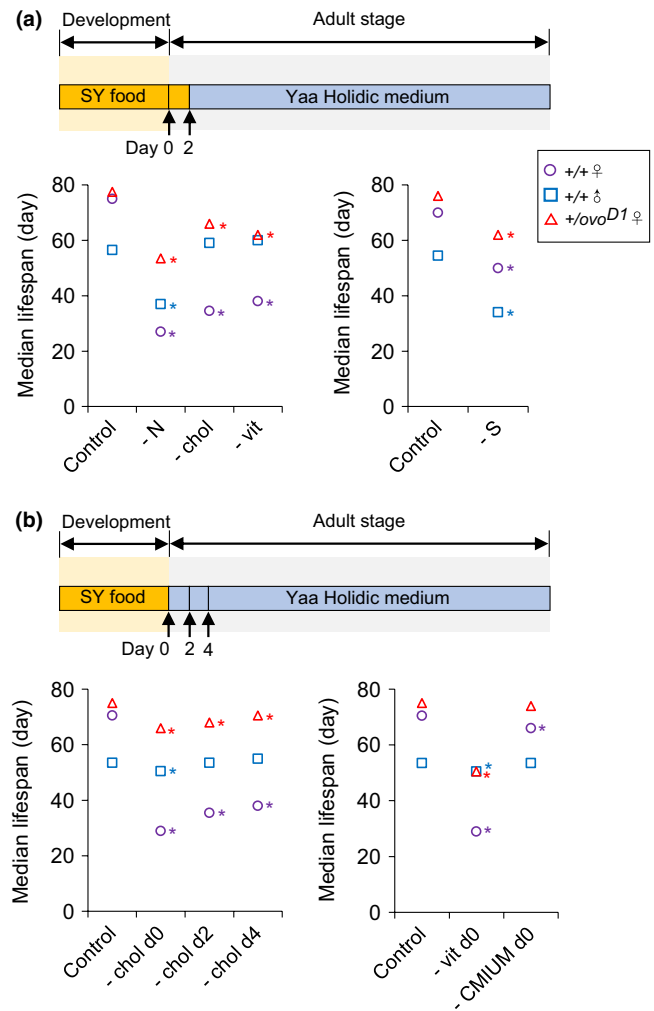 (a)
Development
Adult stage
SY food
Yaa Holidic medium
Day 0 2
+/+ ♀
+/+ ♂
+/ovoD1 ♀
Median lifespan (day)
80
60
40
20
0
Control
- N
- chol
- vit
Median lifespan (day)
80
60
40
20
0
Control
- S
(b)
Development
Adult stage
SY food
Yaa Holidic medium
Day 0 2 4
Median lifespan (day)
80
60
40
20
0
Control
- chol d0
- chol d2
- chol d4
Median lifespan (day)
80
60
40
20
0
Control
- vit d0
- CMIUM d0